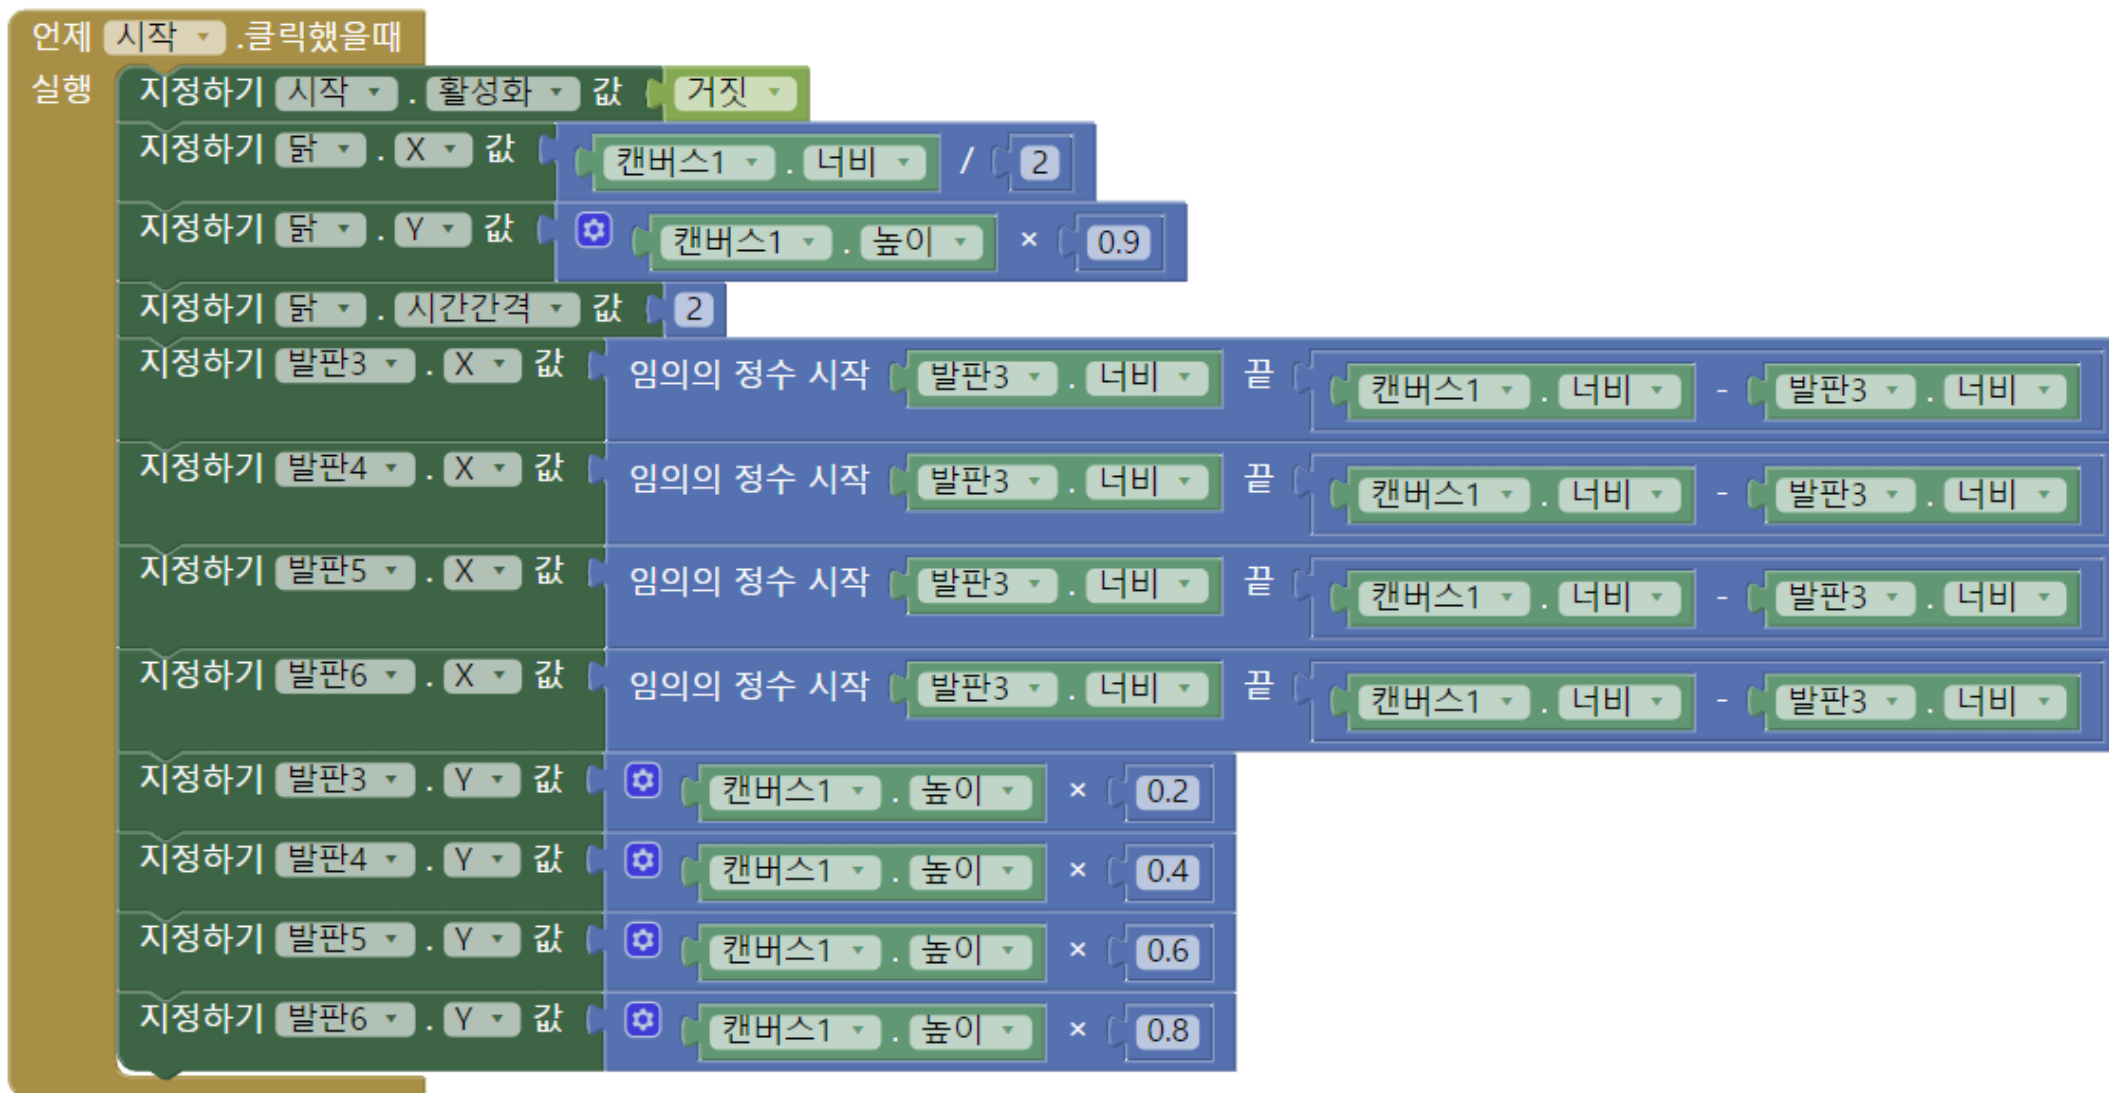 언제 시작 .클릭했을때
실행 지정하기 시작 . 활성화 값 거짓
지정하기 닭 . X 값 캔버스1 . 너비 / 2
지정하기 닭 . Y 값 캔버스1 . 높이 × 0.9
지정하기 닭 . 시간간격 값 2
지정하기 발판3 . X 값 임의의 정수 시작 발판3 . 너비 끝 캔버스1 . 너비 - 발판3 . 너비
지정하기 발판4 . X 값 임의의 정수 시작 발판3 . 너비 끝 캔버스1 . 너비 - 발판3 . 너비
지정하기 발판5 . X 값 임의의 정수 시작 발판3 . 너비 끝 캔버스1 . 너비 - 발판3 . 너비
지정하기 발판6 . X 값 임의의 정수 시작 발판3 . 너비 끝 캔버스1 . 너비 - 발판3 . 너비
지정하기 발판3 . Y 값 캔버스1 . 높이 × 0.2
지정하기 발판4 . Y 값 캔버스1 . 높이 × 0.4
지정하기 발판5 . Y 값 캔버스1 . 높이 × 0.6
지정하기 발판6 . Y 값 캔버스1 . 높이 × 0.8